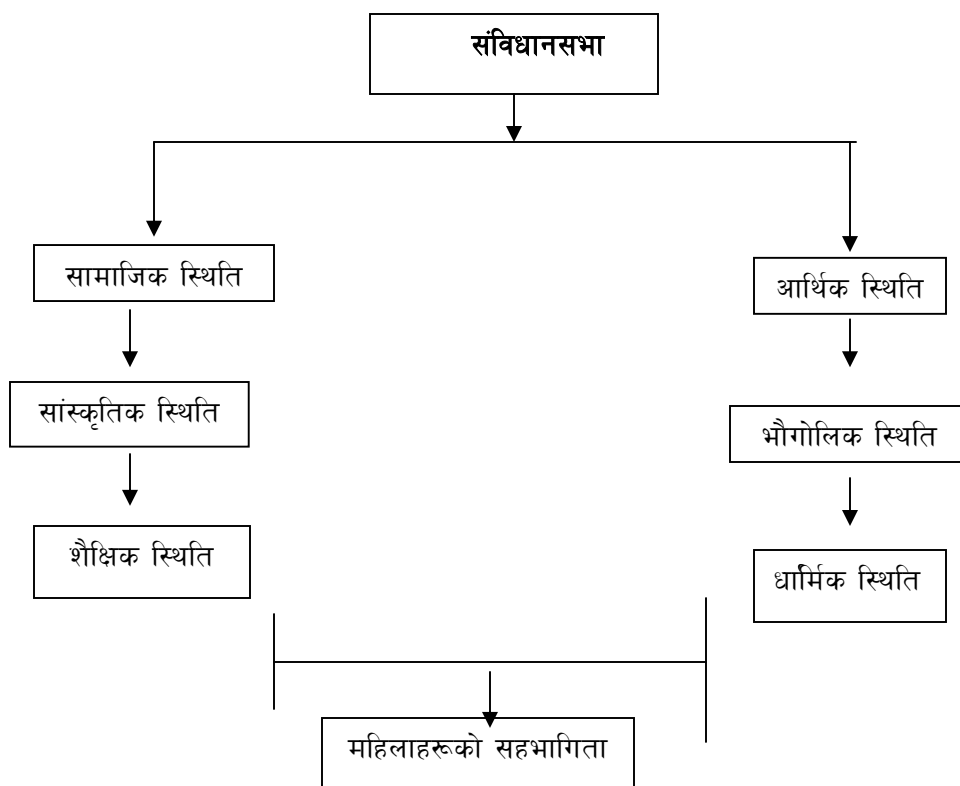 संविधानसभा
सामाजिक स्थिति
आर्थिक स्थिति
सांस्कृतिक स्थिति
भौगोलिक स्थिति
शैक्षिक स्थिति
धार्मिक स्थिति
महिलाहरूको सहभागिता